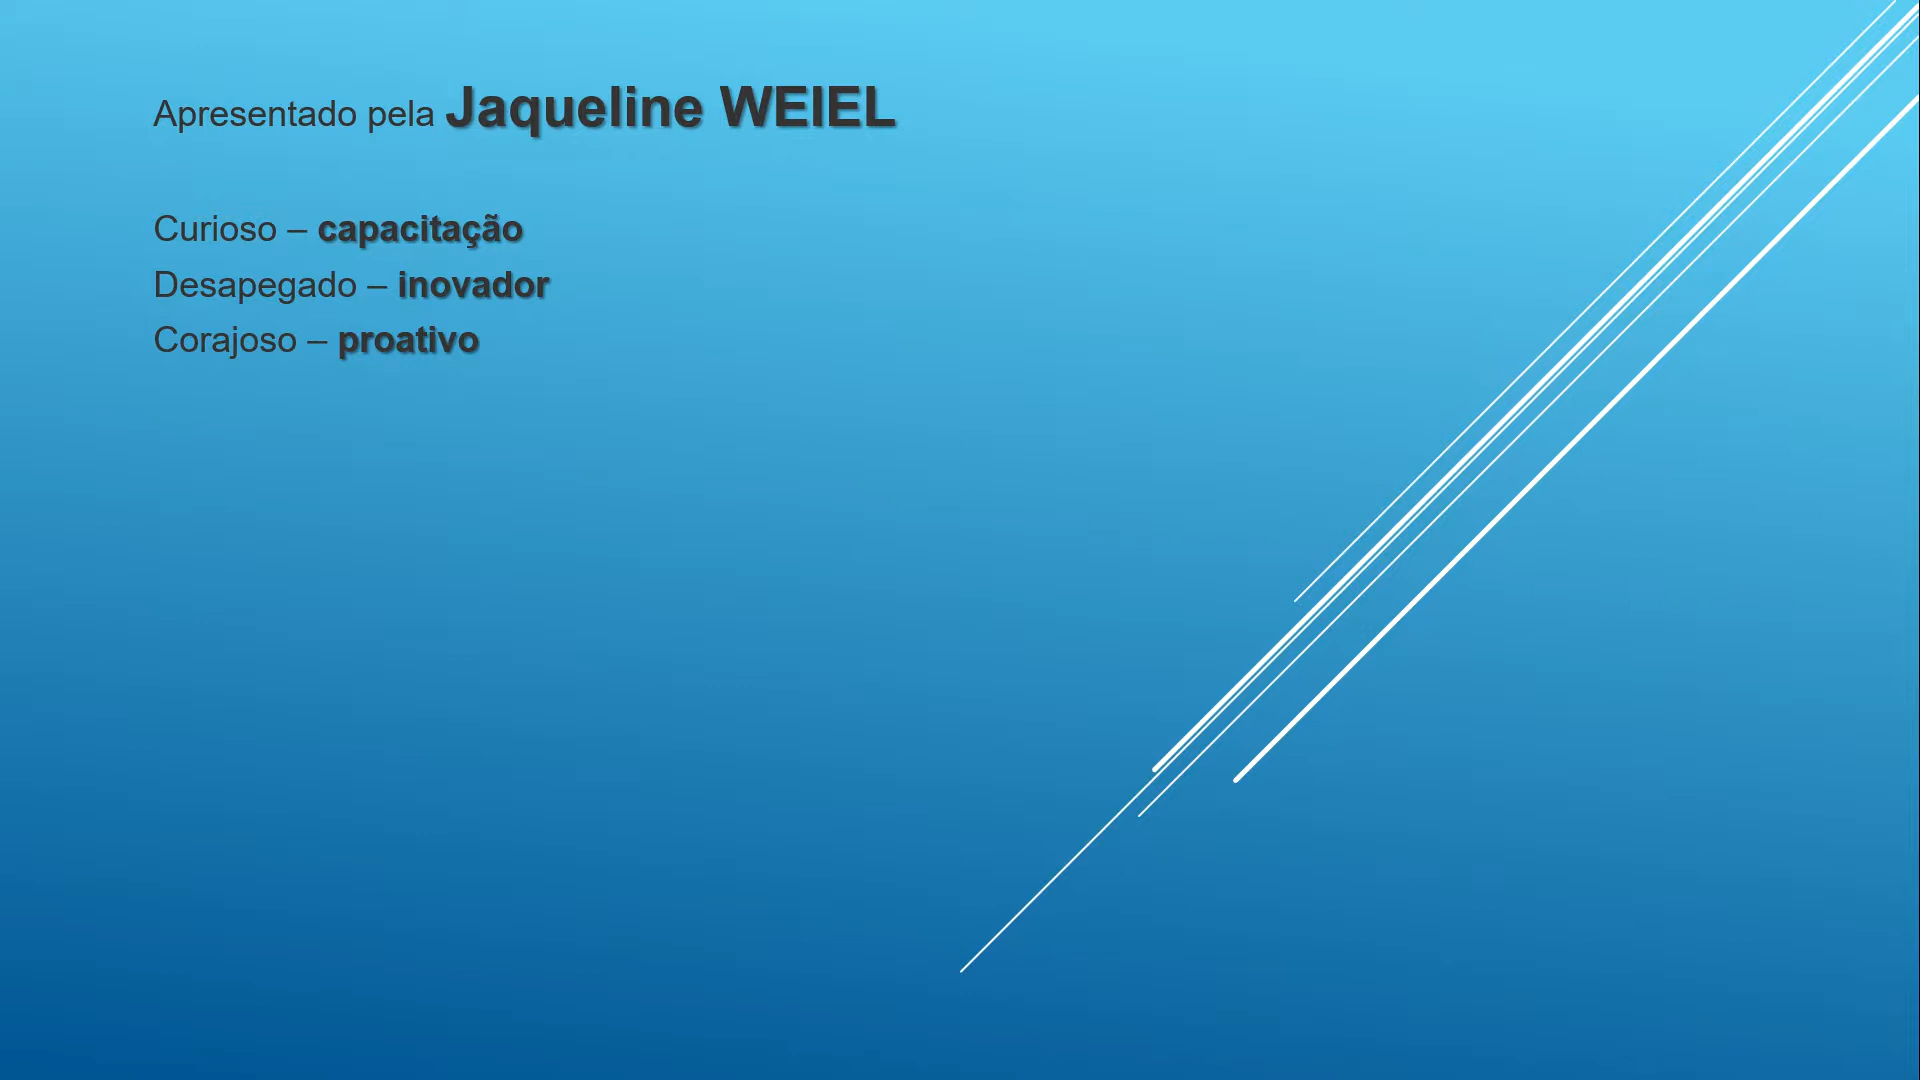 Apresentado pela Jaqueline WEIEL
Curioso – capacitação
Desapegado – inovador
Corajoso – proativo